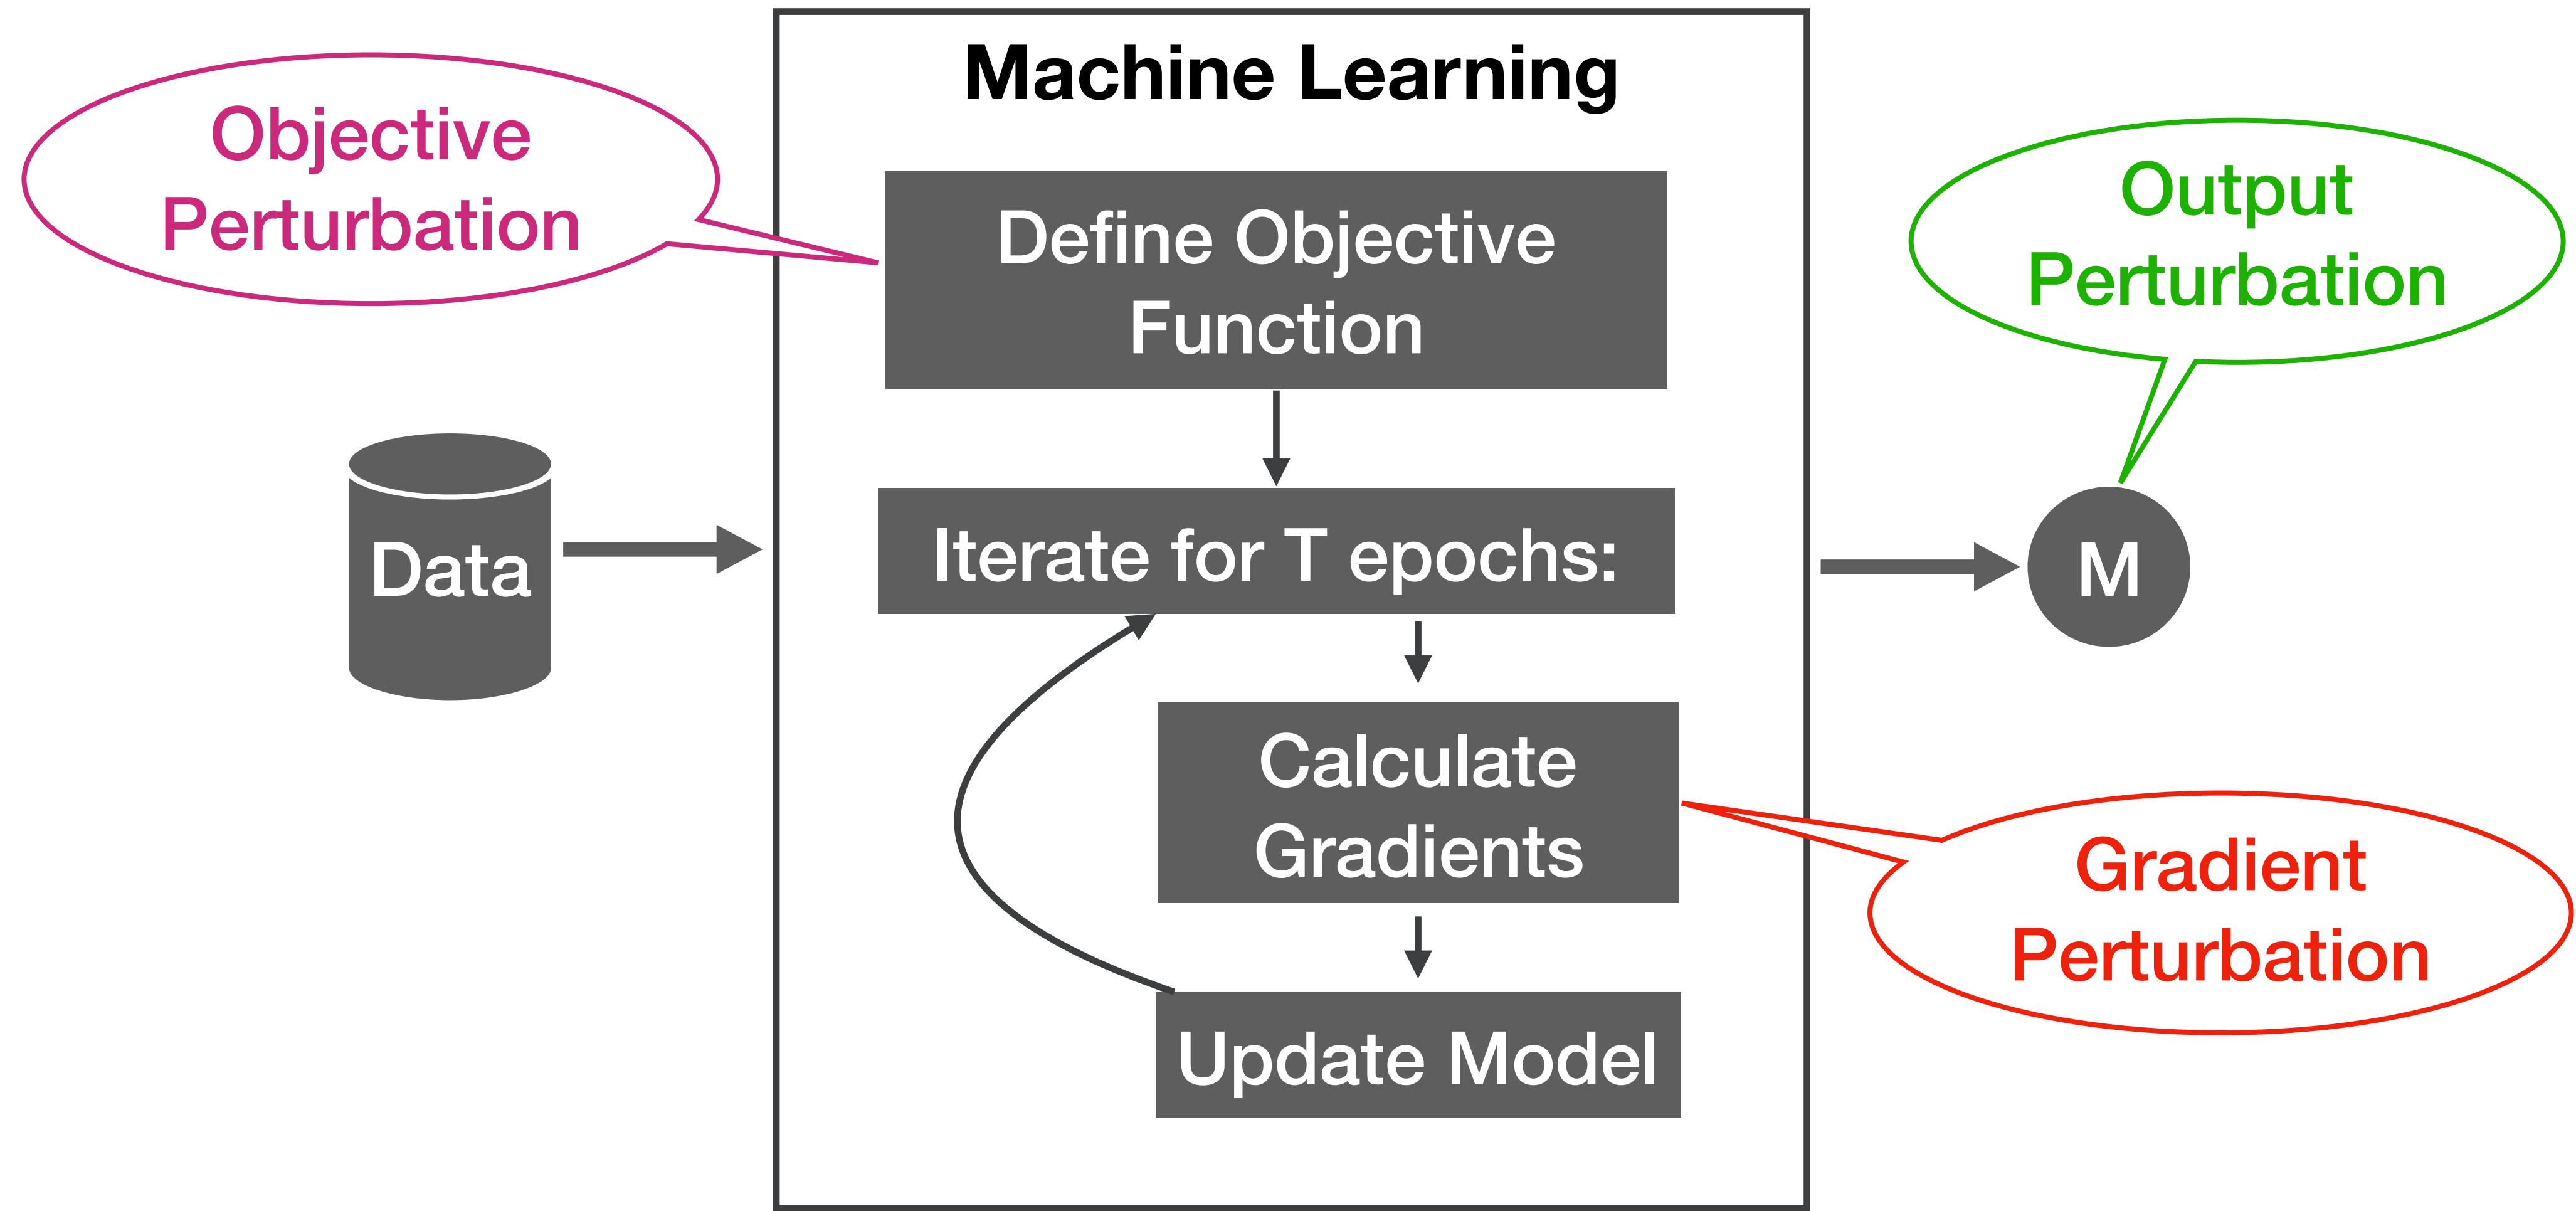 Machine Learning
Objective
Perturbation
Define Objective
Function
Output
Perturbation
Data
Iterate for T epochs:
M
Calculate
Gradients
Gradient
Perturbation
Update Model